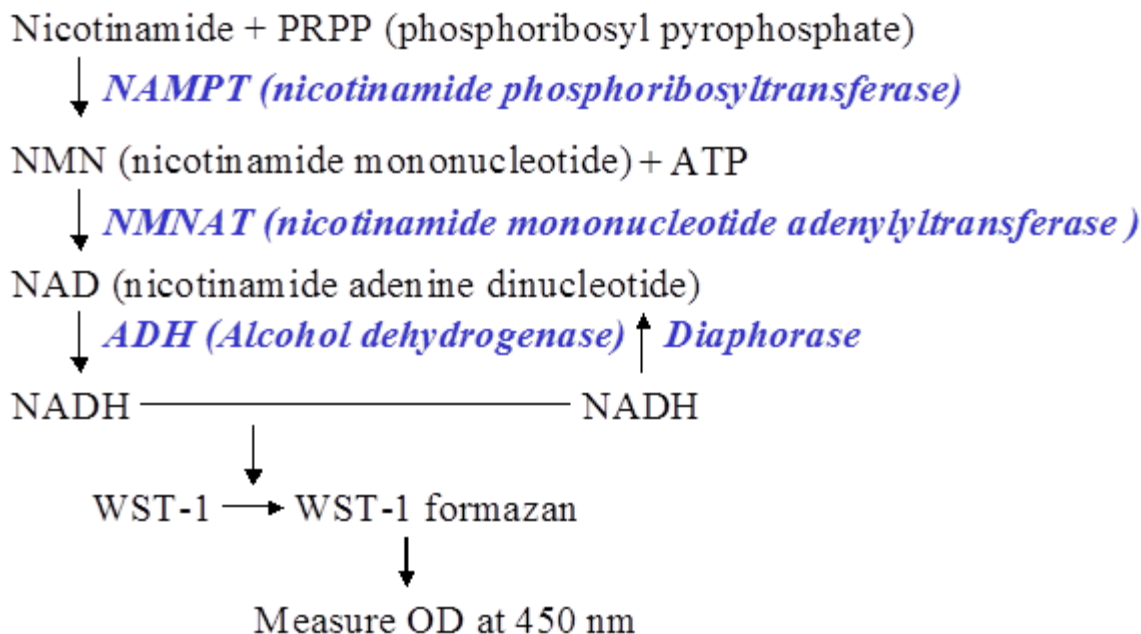 Nicotinamide + PRPP (phosphoribosyl pyrophosphate)
NAMPT (nicotinamide phosphoribosyltransferase)
NMN (nicotinamide mononucleotide) + ATP
NMNAT (nicotinamide mononucleotide adenylyltransferase )
NAD (nicotinamide adenine dinucleotide)
ADH (Alcohol dehydrogenase) Diaphorase
NADH NADH
WST-1 WST-1 formazan
Measure OD at 450 nm